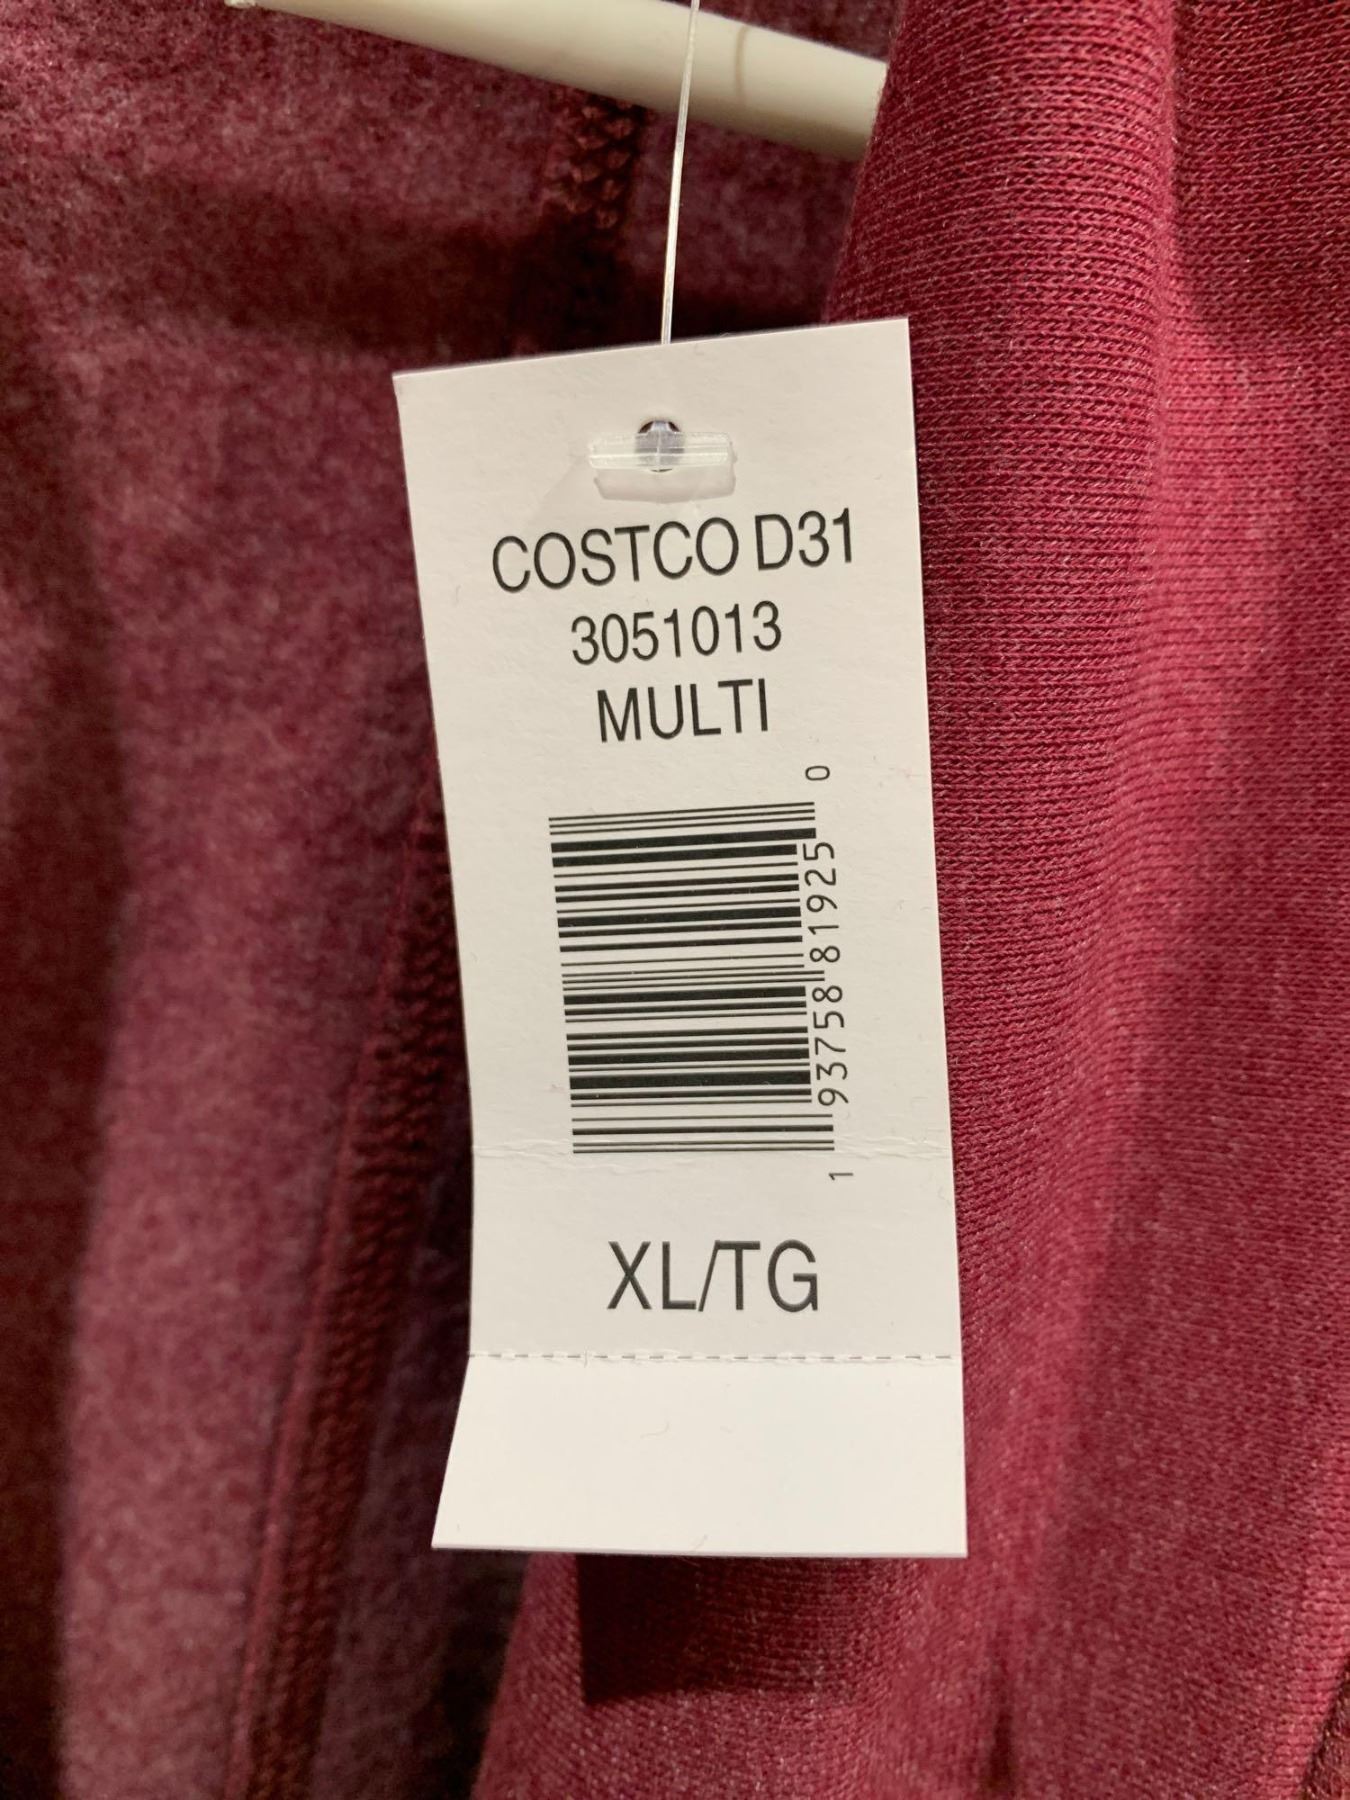 COSTCO D31
3051013
MULTI
1 93758 81925 0
XL/TG